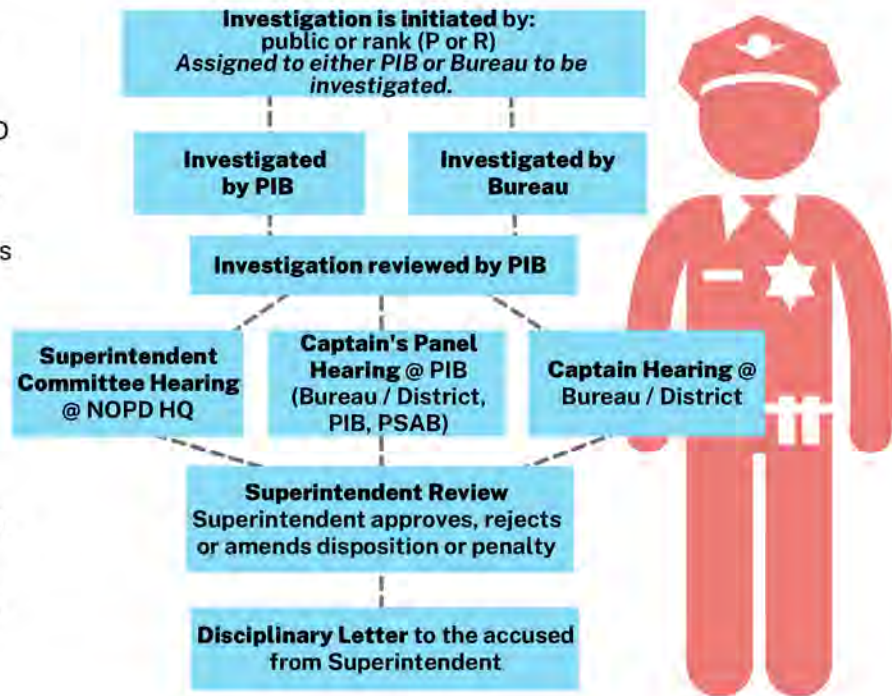 Investigation is initiated by:
public or rank (P or R)
Assigned to either PIB or Bureau to be
investigated.
Investigated
by PIB
Investigated by
Bureau
Investigation reviewed by PIB
Superintendent
Committee Hearing
@ NOPD HQ
Captain's Panel
Hearing @ PIB
(Bureau / District,
PIB, PSAB)
Captain Hearing @
Bureau / District
Superintendent Review
Superintendent approves, rejects
or amends disposition or penalty
Disciplinary Letter to the accused
from Superintendent